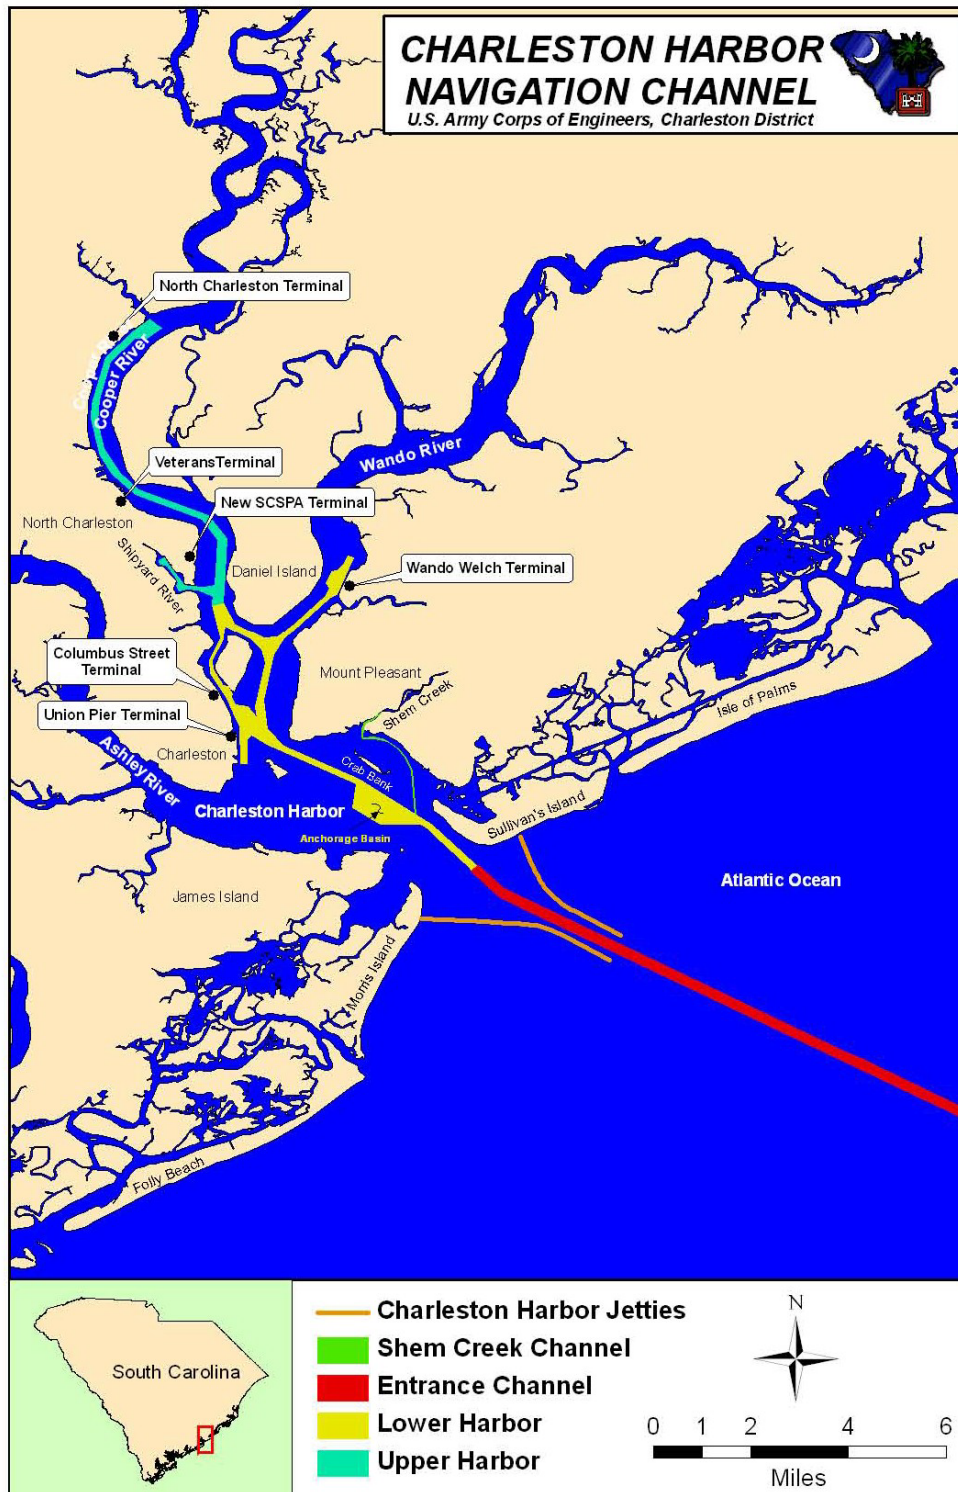 CHARLESTON HARBOR
NAVIGATION CHANNEL
U.S. Army Corps of Engineers, Charleston District
North Charleston Terminal
Cooper River
Cooper River
Wando River
VeteransTerminal
New SCSPA Terminal
North Charleston
Shipyard River
Daniel Island
Wando Welch Terminal
Columbus Street
Terminal
Mount Pleasant
Shem Creek
Isle of Palms
Union Pier Terminal
Charleston
Ashley River
Crab Bank
Charleston Harbor
Sullivan's Island
Anchorage Basin
James Island
Atlantic Ocean
Morris Island
Folly Beach
South Carolina
Charleston Harbor Jetties
Shem Creek Channel
Entrance Channel
Lower Harbor
Upper Harbor
N
0 1 2 4 6
Miles